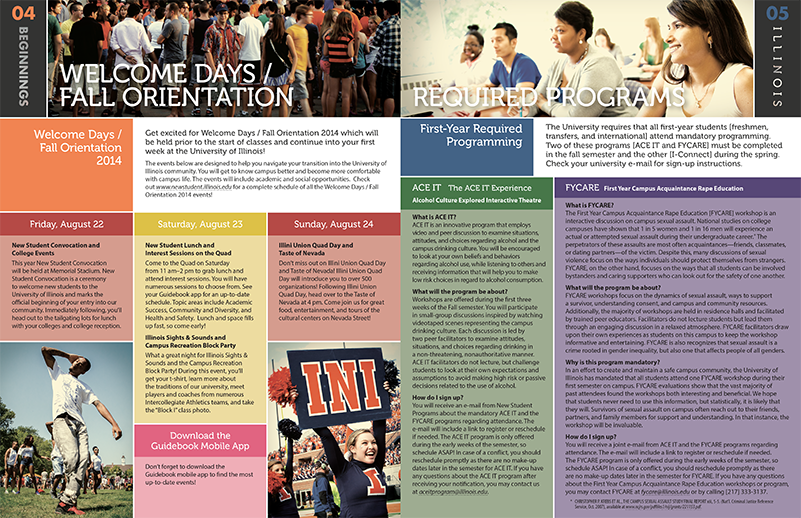 04
BEGINNINGS
WELCOME DAYS /
FALL ORIENTATION
Welcome Days /
Fall Orientation
2014
Get excited for Welcome Days / Fall Orientation 2014 which will
be held prior to the start of classes and continue into your first
week at the University of Illinois!
The events below are designed to help you navigate your transition into the University of
Illinois community. You will get to know campus better and become more comfortable
with campus life. The events will include academic and social opportunities. Check
out www.newstudent.illinois.edu for a complete schedule of all the Welcome Days / Fall
Orientation 2014 events!
Friday, August 22
New Student Convocation and
College Events
This year New Student Convocation
will be held at Memorial Stadium. New
Student Convocation is a ceremony
to welcome new students to the
University of Illinois and marks the
official beginning of your entry into our
community. Immediately following, you'll
head out to the tailgating lots for lunch
with your colleges and college reception.
Saturday, August 23
New Student Lunch and
Interest Sessions on the Quad
Come to the Quad on Saturday
from 11 am–2 pm to grab lunch and
attend interest sessions. You will have
numerous sessions to choose from. See
your Guidebook app for an up-to-date
schedule. Topic areas include Academic
Success, Community and Diversity, and
Health and Safety. Lunch and space fills
up fast, so come early!
Illinois Sights & Sounds and
Campus Recreation Block Party
What a great night for Illinois Sights &
Sounds and the Campus Recreation
Block Party! During this event, you'll
get your t-shirt, learn more about
the traditions of our university, meet
players and coaches from numerous
Intercollegiate Athletics teams, and take
the "Block I" class photo.
Download the
Guidebook Mobile App
Don't forget to download the
Guidebook mobile app to find the most
up-to-date events!
Sunday, August 24
Illini Union Quad Day and
Taste of Nevada
Don't miss out on Illini Union Quad Day
and Taste of Nevada! Illini Union Quad
Day will introduce you to over 500
organizations! Following Illini Union
Quad Day, head over to the Taste of
Nevada at 4 pm. Come join us for great
food, entertainment, and tours of the
cultural centers on Nevada Street!
INI
05
ILLINOIS
REQUIRED PROGRAMS
First-Year Required
Programming
The University requires that all first-year students [freshmen,
transfers, and international] attend mandatory programming.
Two of these programs [ACE IT and FYCARE] must be completed
in the fall semester and the other [I-Connect] during the spring.
Check your university e-mail for sign-up instructions.
ACE IT The ACE IT Experience
Alcohol Culture Explored Interactive Theatre
What is ACE IT?
ACE IT is an innovative program that employs
video and peer discussion to examine situations,
attitudes, and choices regarding alcohol and the
campus drinking culture. You will be encouraged
to look at your own beliefs and behaviors
regarding alcohol use, while listening to others and
receiving information that will help you to make
low risk choices in regard to alcohol consumption.
What will the program be about?
Workshops are offered during the first three
weeks of the Fall semester. You will participate
in small-group discussions inspired by watching
videotaped scenes representing the campus
drinking culture. Each discussion is led by
two peer facilitators to examine attitudes,
situations, and choices regarding drinking in
a non-threatening, nonauthoritative manner.
ACE IT facilitators do not lecture, but challenge
students to look at their own expectations and
assumptions to avoid making high risk or passive
decisions related to the use of alcohol.
How do I sign up?
You will receive an e-mail from New Student
Programs about the mandatory ACE IT and the
FYCARE programs regarding attendance. The
e-mail will include a link to register or reschedule
if needed. The ACE IT program is only offered
during the early weeks of the semester, so
schedule ASAP! In case of a conflict, you should
reschedule promptly as there are no make-up
dates later in the semester for ACE IT. If you have
any questions about the ACE IT program after
receiving your notification, you may contact us
at aceitprogram@illinois.edu.
FYCARE First Year Campus Acquaintance Rape Education
What is FYCARE?
The First Year Campus Acquaintance Rape Education [FYCARE] workshop is an
interactive discussion on campus sexual assault. National studies on college
campuses have shown that 1 in 5 women and 1 in 16 men will experience an
actual or attempted sexual assault during their undergraduate career.* The
perpetrators of these assaults are most often acquaintances—friends, classmates,
or dating partners—of the victim. Despite this, many discussions of sexual
violence focus on the ways individuals should protect themselves from strangers.
FYCARE, on the other hand, focuses on the ways that all students can be involved
bystanders and caring supporters who can look out for the safety of one another.
What will the program be about?
FYCARE workshops focus on the dynamics of sexual assault, ways to support
a survivor, understanding consent, and campus and community resources.
Additionally, the majority of workshops are held in residence halls and facilitated
by trained peer educators. Facilitators do not lecture students but lead them
through an engaging discussion in a relaxed atmosphere. FYCARE facilitators draw
upon their own experiences as students on this campus to keep the workshop
informative and entertaining. FYCARE is also recognizes that sexual assault is a
crime rooted in gender inequality, but also one that affects people of all genders.
Why is this program mandatory?
In an effort to create and maintain a safe campus community, the University of
Illinois has mandated that all students attend one FYCARE workshop during their
first semester on campus. FYCARE evaluations show that the vast majority of
past attendees found the workshops both interesting and beneficial. We hope
that students never need to use this information, but statistically, it is likely that
they will. Survivors of sexual assault on campus often reach out to their friends,
partners, and family members for support and understanding. In that instance, the
workshop will be invaluable.
How do I sign up?
You will receive a joint e-mail from ACE IT and the FYCARE programs regarding
attendance. The e-mail will include a link to register or reschedule if needed.
The FYCARE program is only offered during the early weeks of the semester, so
schedule ASAP! In case of a conflict, you should reschedule promptly as there
are no make-up dates later in the semester for FYCARE. If you have any questions
about the First Year Campus Acquaintance Rape Education workshops or program,
you may contact FYCARE at fycare@illinois.edu or by calling (217) 333-3137.